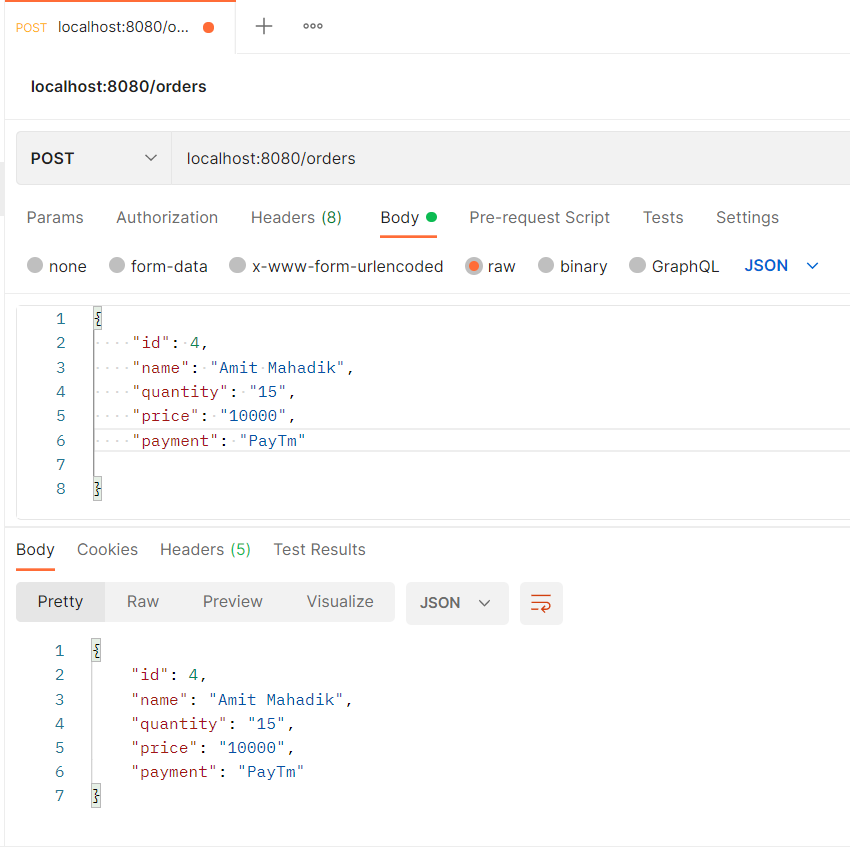 POST localhost:8080/o...
localhost:8080/orders
POST localhost:8080/orders
Params Authorization Headers (8) Body Pre-request Script Tests Settings
none form-data x-www-form-urlencoded raw binary GraphQL JSON
1 {
2 "id": 4,
3 "name": "Amit Mahadik",
4 "quantity": "15",
5 "price": "10000",
6 "payment": "PayTm"
7
8 }
Body Cookies Headers (5) Test Results
Pretty Raw Preview Visualize JSON
1 {
2 "id": 4,
3 "name": "Amit Mahadik",
4 "quantity": "15",
5 "price": "10000",
6 "payment": "PayTm"
7 }